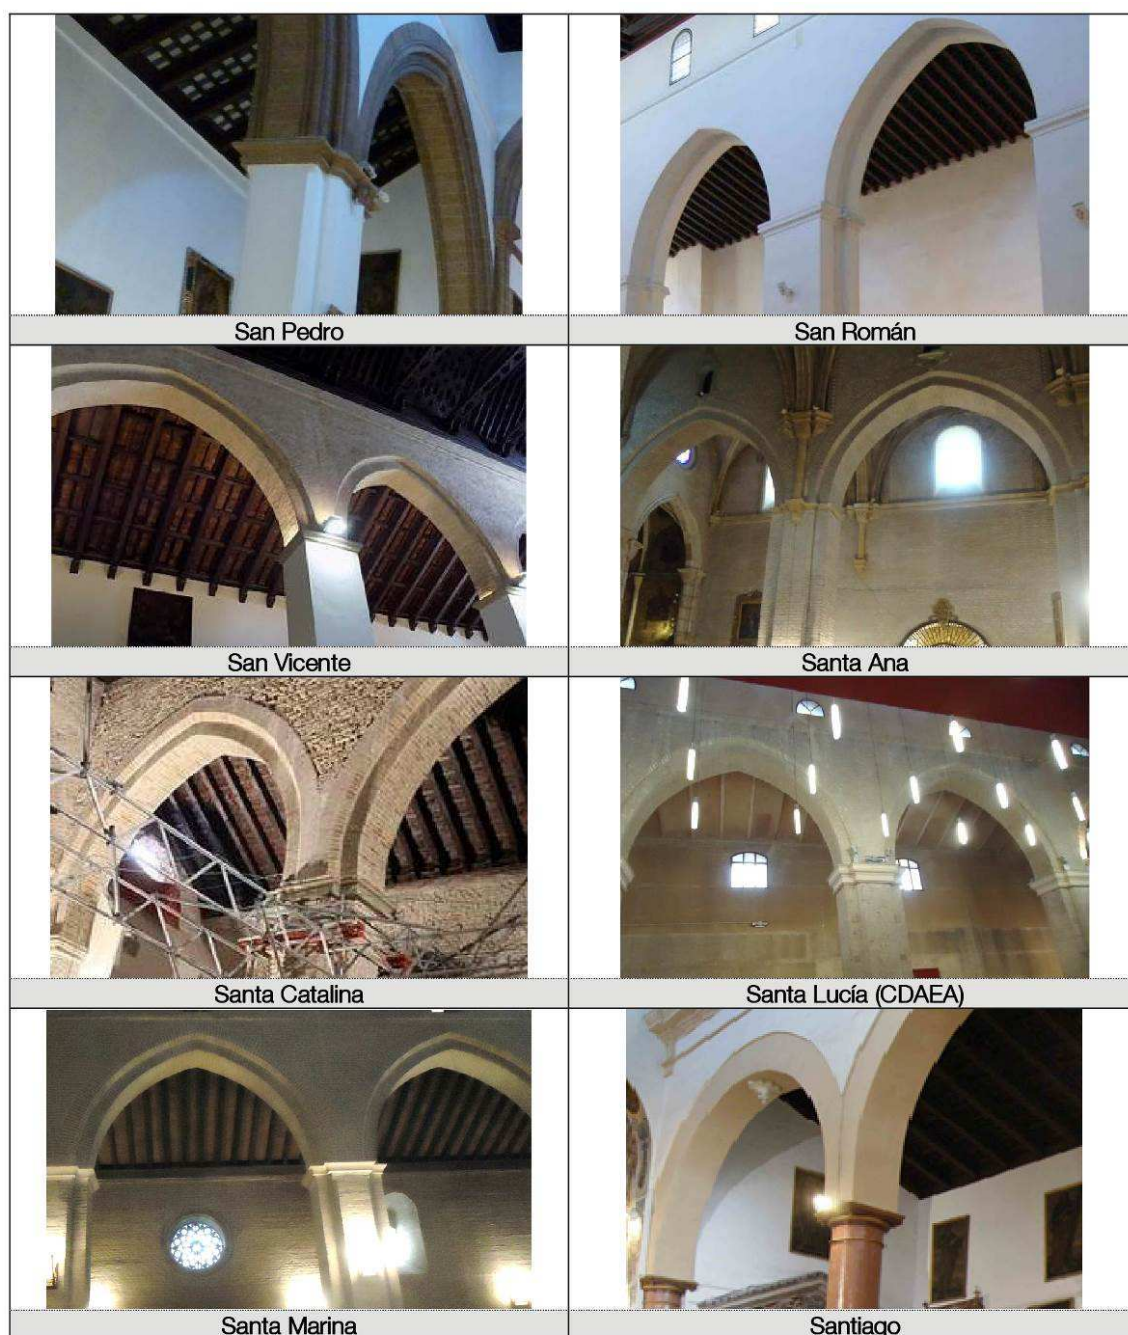 San Pedro
San Román
San Vicente
Santa Ana
Santa Catalina
Santa Lucía (CDAEA)
Santa Marina
Santiago